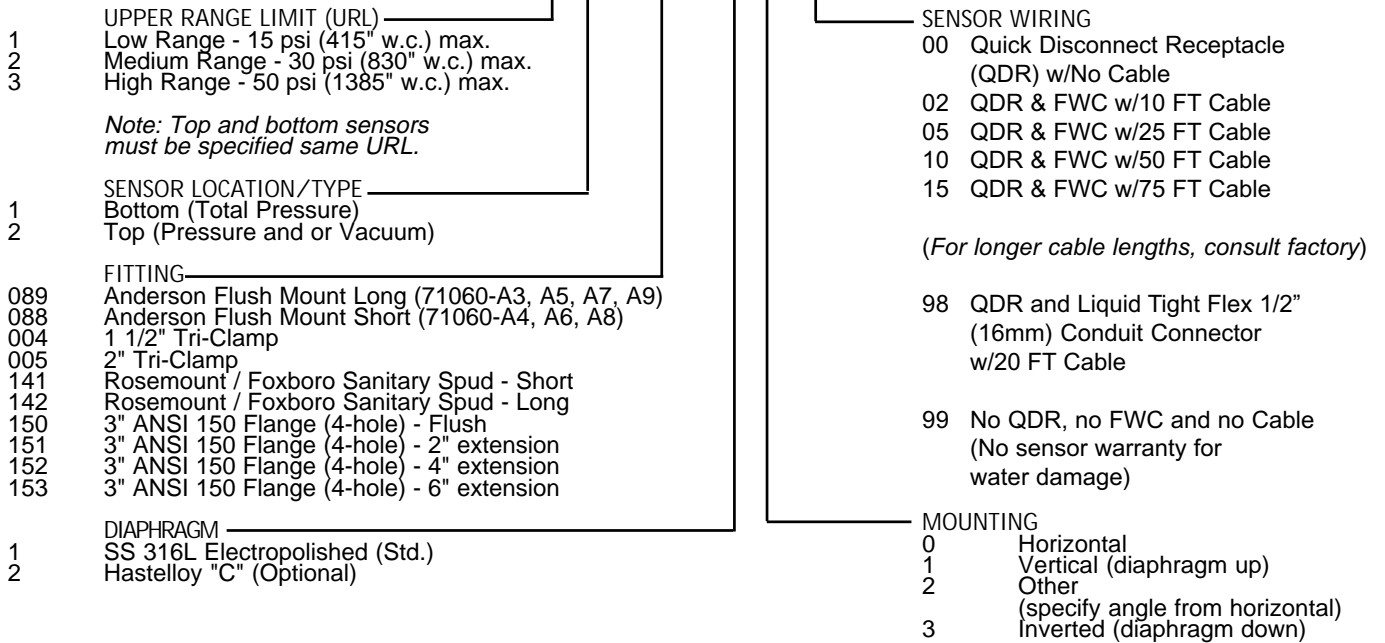 UPPER RANGE LIMIT (URL)
1 Low Range - 15 psi (415" w.c.) max.
2 Medium Range - 30 psi (830" w.c.) max.
3 High Range - 50 psi (1385" w.c.) max.
Note: Top and bottom sensors
must be specified same URL.
SENSOR LOCATION/TYPE
1 Bottom (Total Pressure)
2 Top (Pressure and or Vacuum)
FITTING
089 Anderson Flush Mount Long (71060-A3, A5, A7, A9)
088 Anderson Flush Mount Short (71060-A4, A6, A8)
004 1 1/2" Tri-Clamp
005 2" Tri-Clamp
141 Rosemount / Foxboro Sanitary Spud - Short
142 Rosemount / Foxboro Sanitary Spud - Long
150 3" ANSI 150 Flange (4-hole) - Flush
151 3" ANSI 150 Flange (4-hole) - 2" extension
152 3" ANSI 150 Flange (4-hole) - 4" extension
153 3" ANSI 150 Flange (4-hole) - 6" extension
DIAPHRAGM
1 SS 316L Electropolished (Std.)
2 Hastelloy "C" (Optional)
SENSOR WIRING
00 Quick Disconnect Receptacle
(QDR) w/No Cable
02 QDR & FWC w/10 FT Cable
05 QDR & FWC w/25 FT Cable
10 QDR & FWC w/50 FT Cable
15 QDR & FWC w/75 FT Cable
(For longer cable lengths, consult factory)
98 QDR and Liquid Tight Flex 1/2”
(16mm) Conduit Connector
w/20 FT Cable
99 No QDR, no FWC and no Cable
(No sensor warranty for
water damage)
MOUNTING
0 Horizontal
1 Vertical (diaphragm up)
2 Other
(specify angle from horizontal)
3 Inverted (diaphragm down)